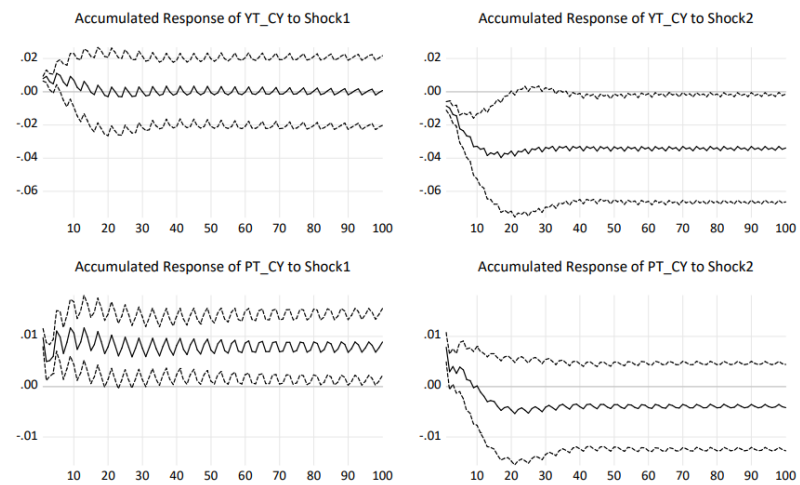 Accumulated Response of YT_CY to Shock1
.02
.00
-.02
-.04
-.06
10 20 30 40 50 60 70 80 90 100
Accumulated Response of YT_CY to Shock2
.02
.00
-.02
-.04
-.06
10 20 30 40 50 60 70 80 90 100
Accumulated Response of PT_CY to Shock1
.01
.00
-.01
10 20 30 40 50 60 70 80 90 100
Accumulated Response of PT_CY to Shock2
.01
.00
-.01
10 20 30 40 50 60 70 80 90 100